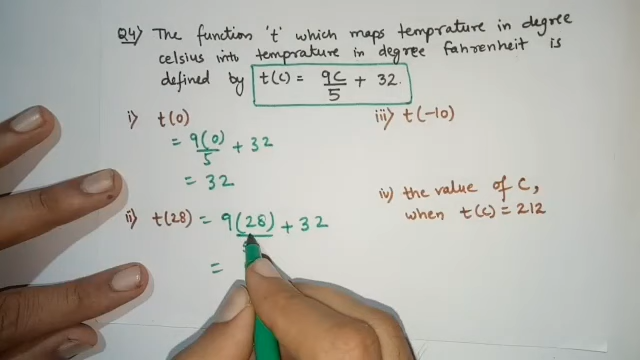 Q4) The function 't' which maps temprature in degree
celsius into temprature in degree fahrenheit is
defined by t(c) = 9c/5 + 32.
i) t(0)
= 9(0)/5 + 32
= 32
ii) t(28) = 9(28) + 32
=
iii) t(-10)
iv) the value of C,
when t(c) = 212